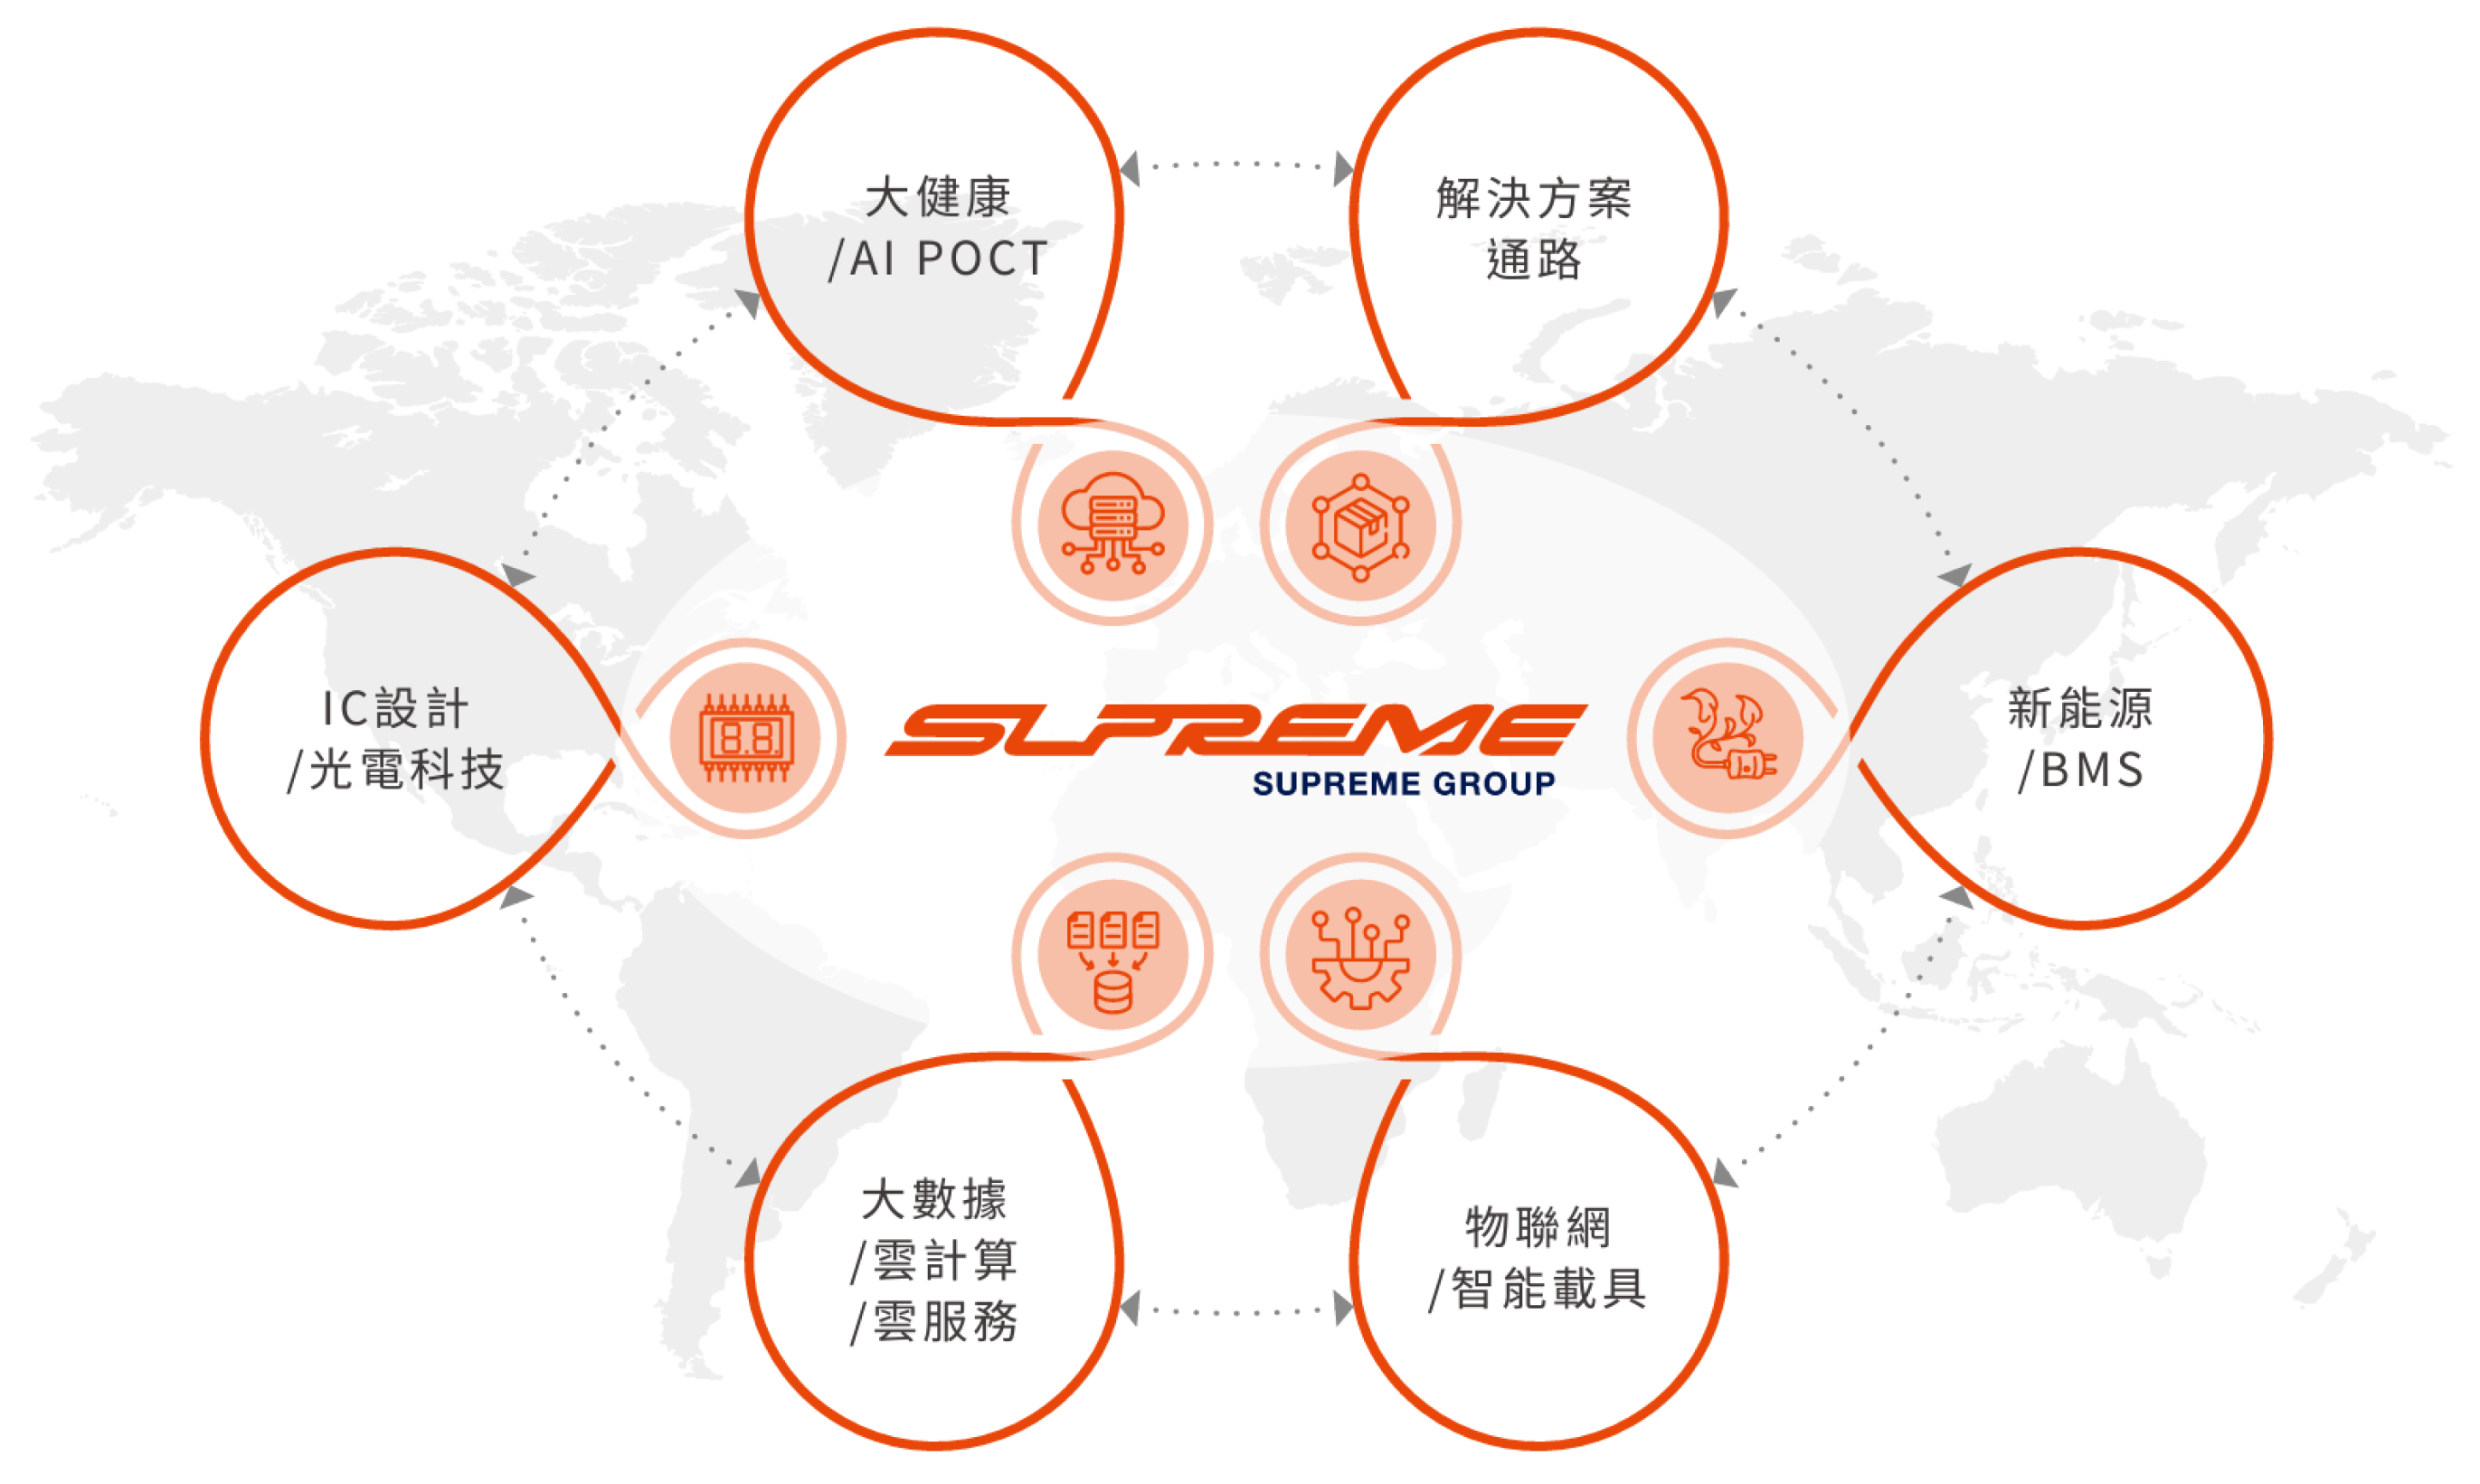 大健康
/AI POCT
解決方案
通路
IC設計
/光電科技
SUPREME
SUPREME GROUP
新能源
/BMS
大數據
/雲計算
/雲服務
物聯網
/智能載具